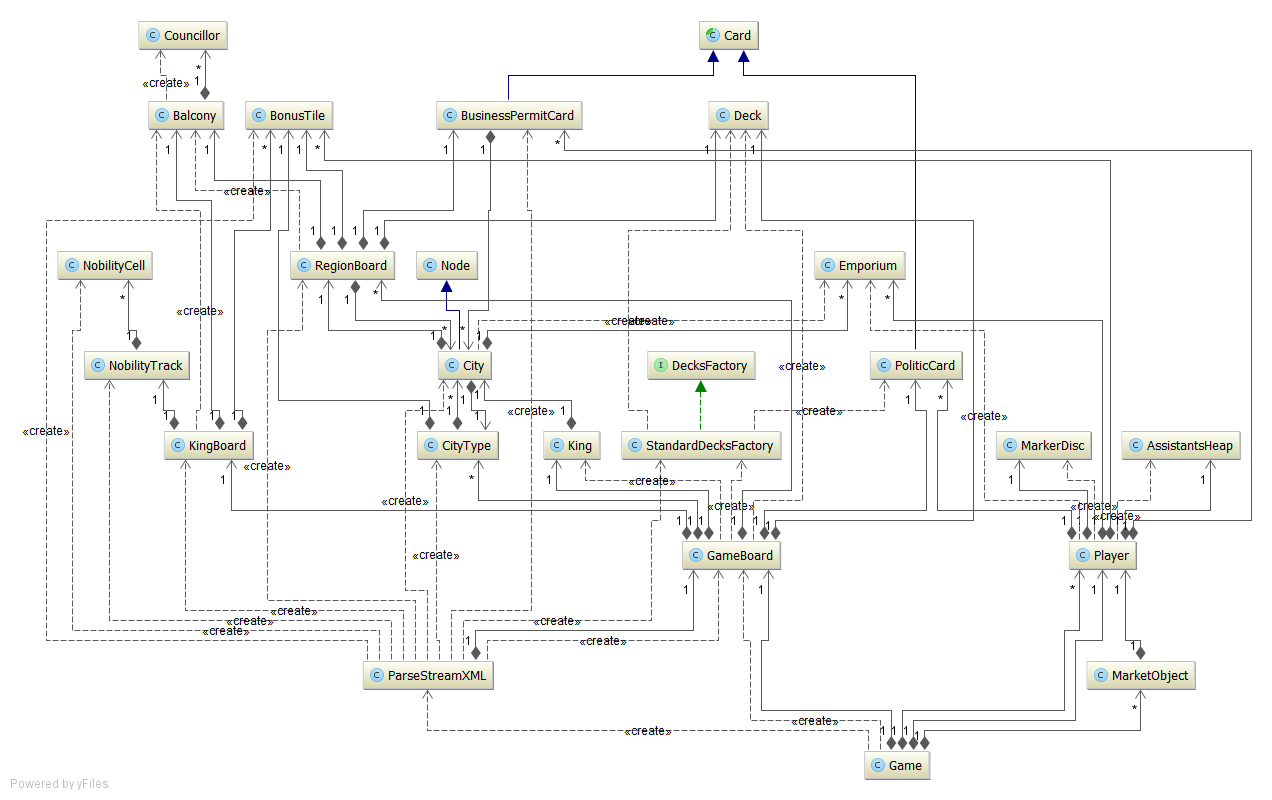 Councillor
Card
«create»
*
1
Balcony
BonusTile
BusinessPermitCard
Deck
1
1
*
1
1
*
1
1
*
1
1
«create»
1
1
1
1
NobilityCell
RegionBoard
Node
Emporium
*
1
1
*
*
*
«create»
1
*
*
«create»
«create»
1
NobilityTrack
City
DecksFactory
«create»
PoliticCard
1
1
1
1
1
*
1
1
«create»
1
«create»
1
*
«create»
«create»
KingBoard
CityType
King
StandardDecksFactory
MarkerDisc
AssistantsHeap
«create»
1
*
1
«create»
1
1
«create»
«create»
«create»
1
1
1
1
1
1
«create»
1
«create»
GameBoard
Player
1
1
*
1
1
«create»
«create»
«create»
1
«create»
1
ParseStreamXML
MarketObject
*
«create»
«create»
1
1
1
1
Game
Powered by yFiles